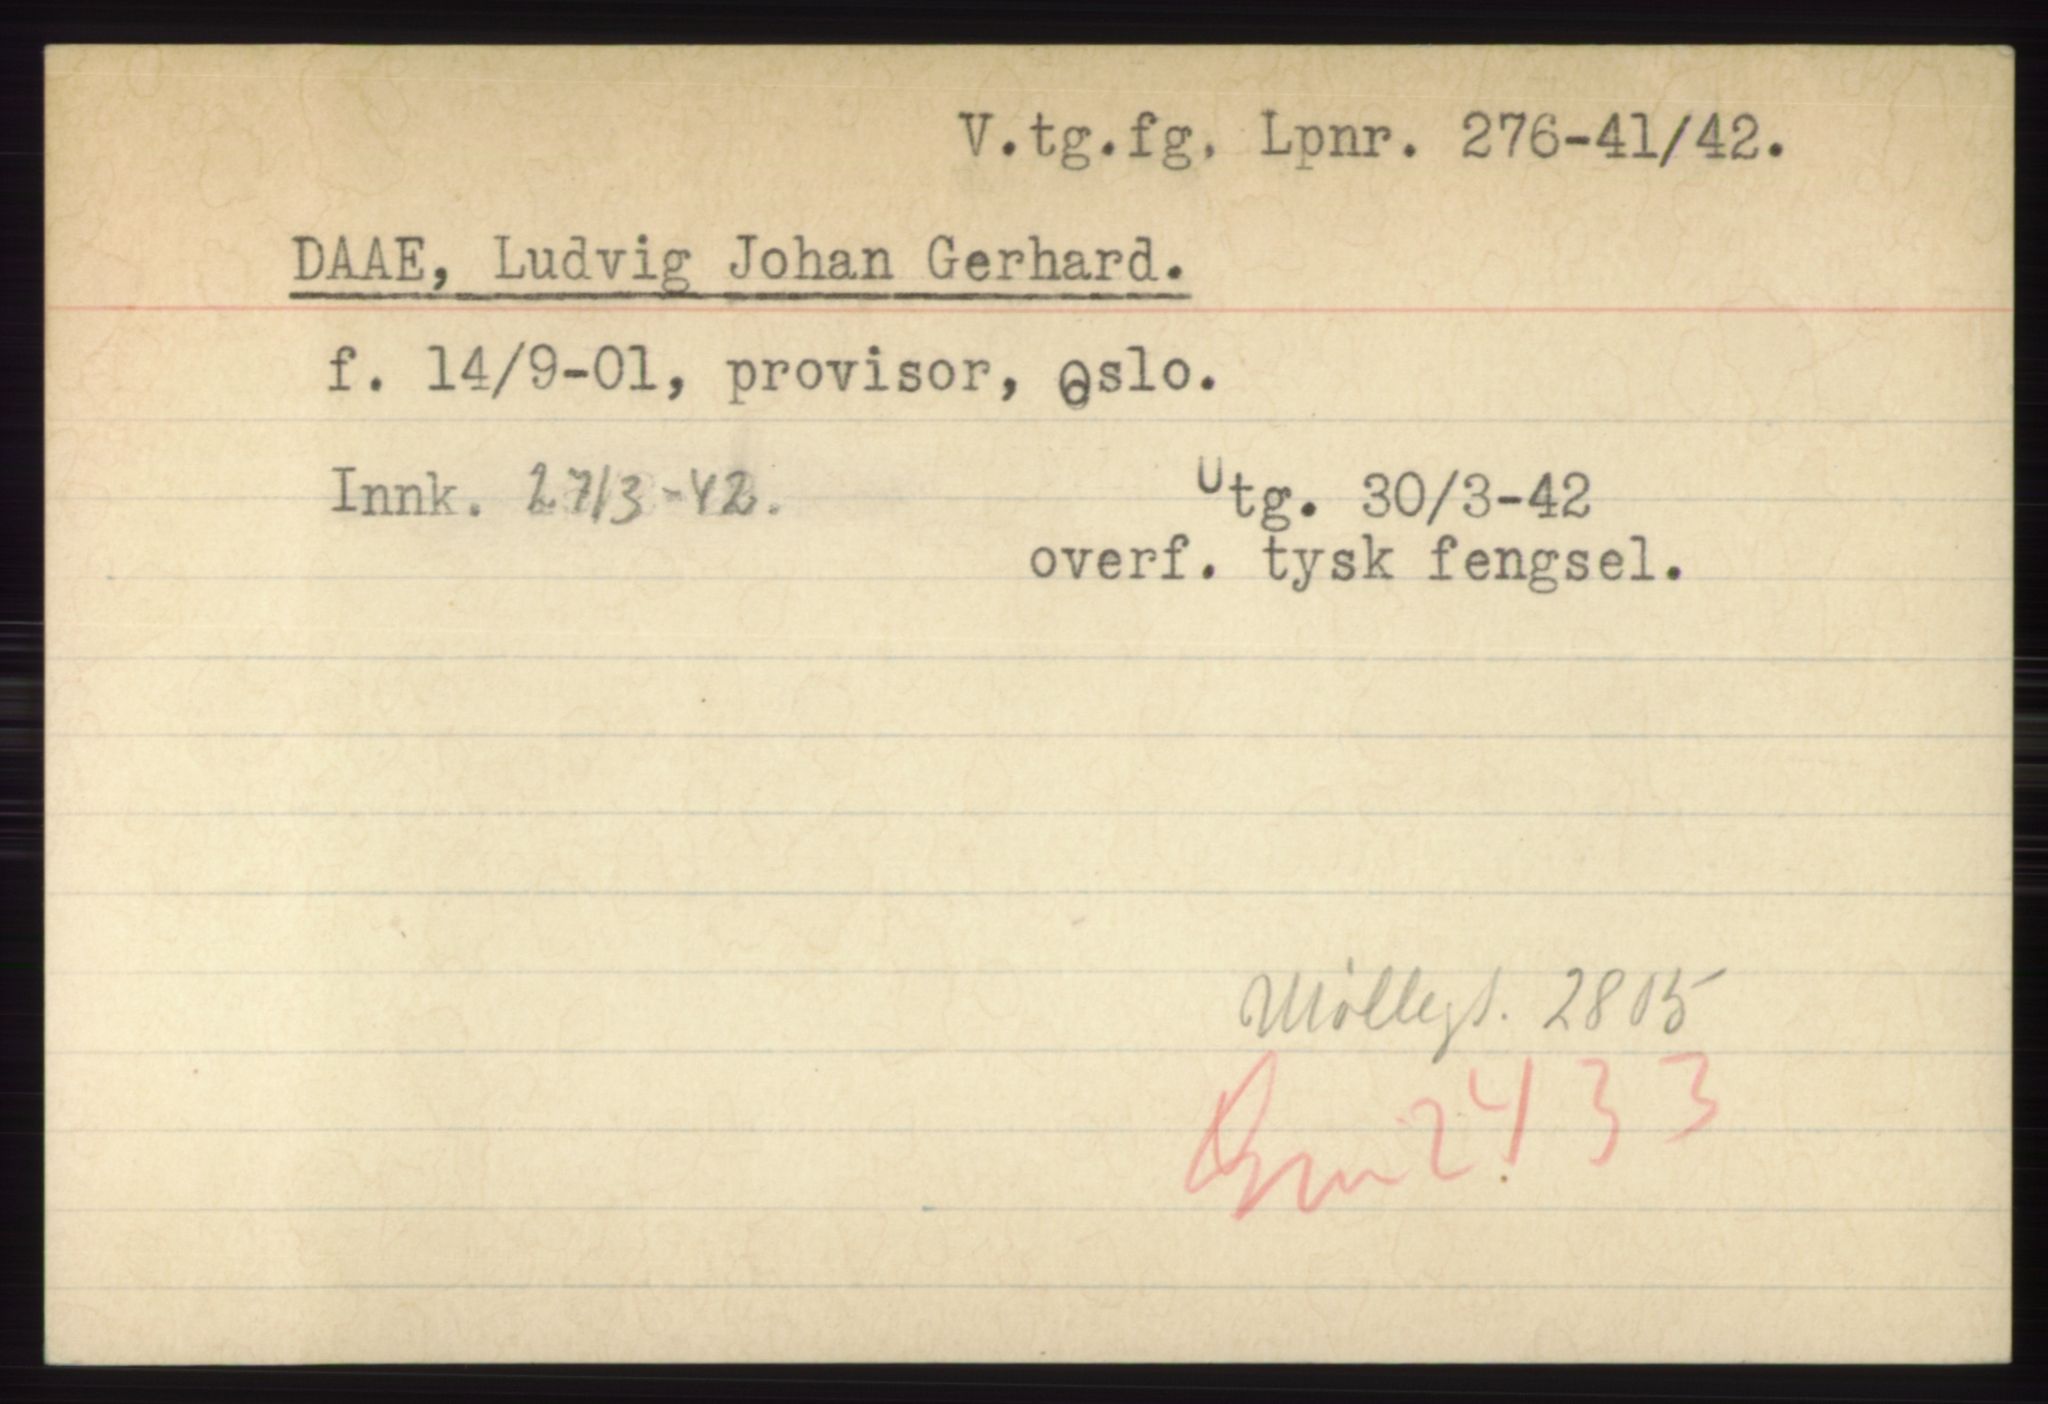 V.tg.fg. Lpnr. 276-41/42.
DAAE, Ludvig Johan Gerhard.
f. 14/9-01, provisor, Oslo.
Innk. 27/3-42. Utg. 30/3-42
overf. tysk fengsel.
Møllegt. 2815
Grini 2433